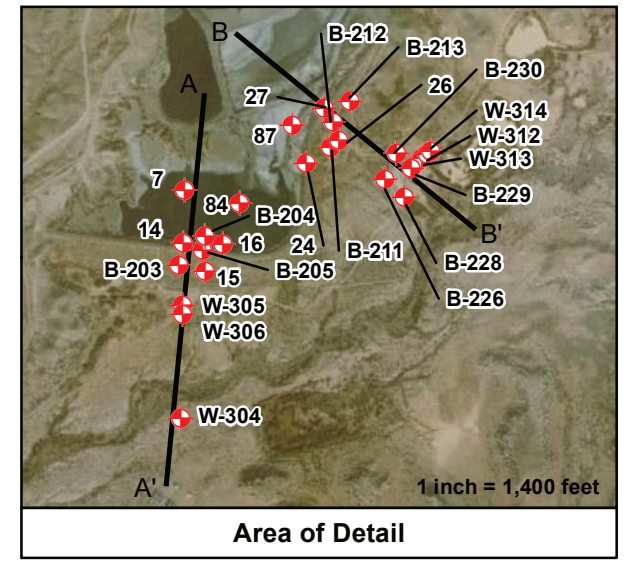 B
B-212
B-213
A
27
26
B-230
W-314
87
W-312
W-313
7
84
B-204
B-229
14
16
24
B-211
B'
B-203
15
B-205
B-228
B-226
W-305
W-306
W-304
A'
1 inch = 1,400 feet
Area of Detail